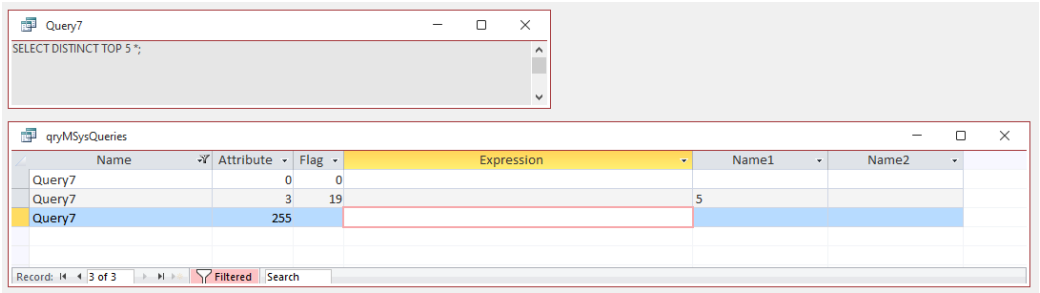 Query7
SELECT DISTINCT TOP 5 *;
qryMSysQueries
Name Attribute Flag Expression Name1 Name2
Query7 0 0
Query7 3 19 5
Query7 255
Record: 3 of 3 Filtered Search